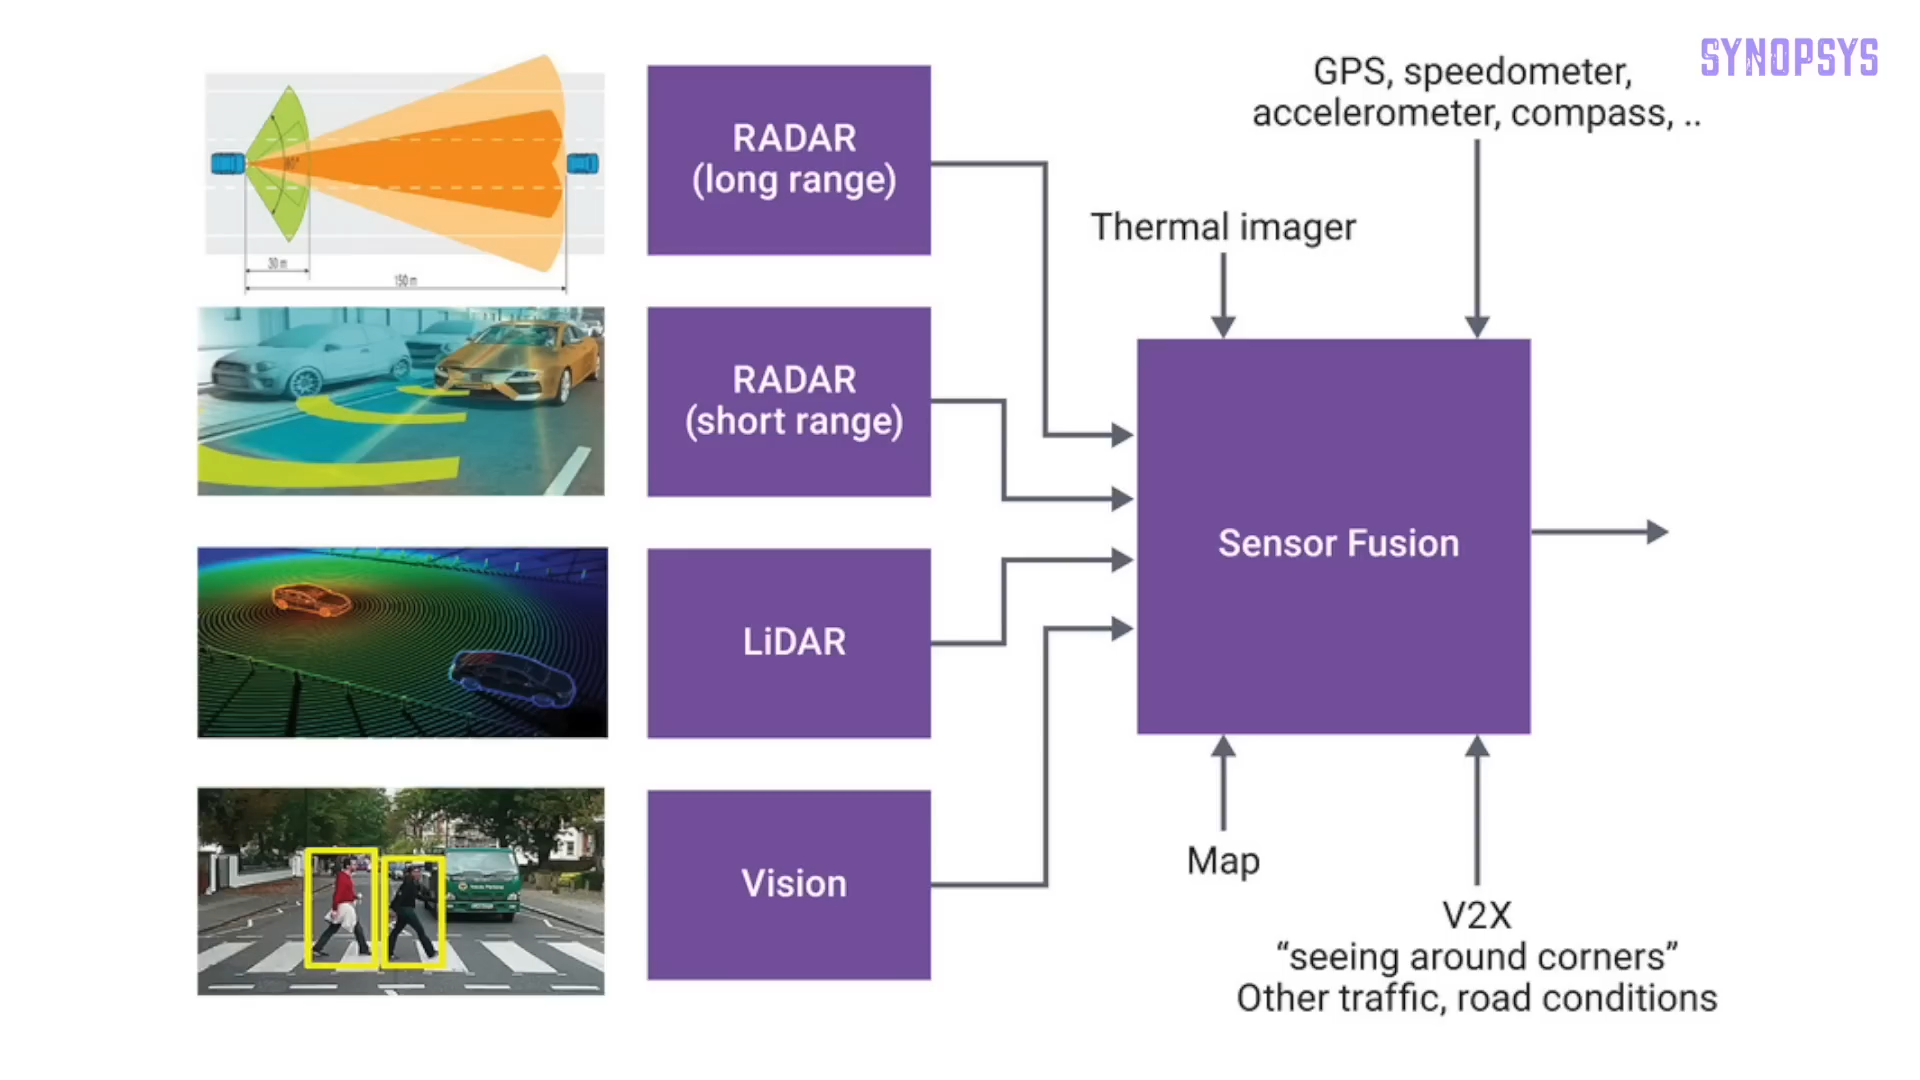 SYNOPSYS
GPS, speedometer,
accelerometer, compass, ..
RADAR
(long range)
Thermal imager
30 m
150 m
RADAR
(short range)
Sensor Fusion
LiDAR
Vision
Map
V2X
“seeing around corners”
Other traffic, road conditions